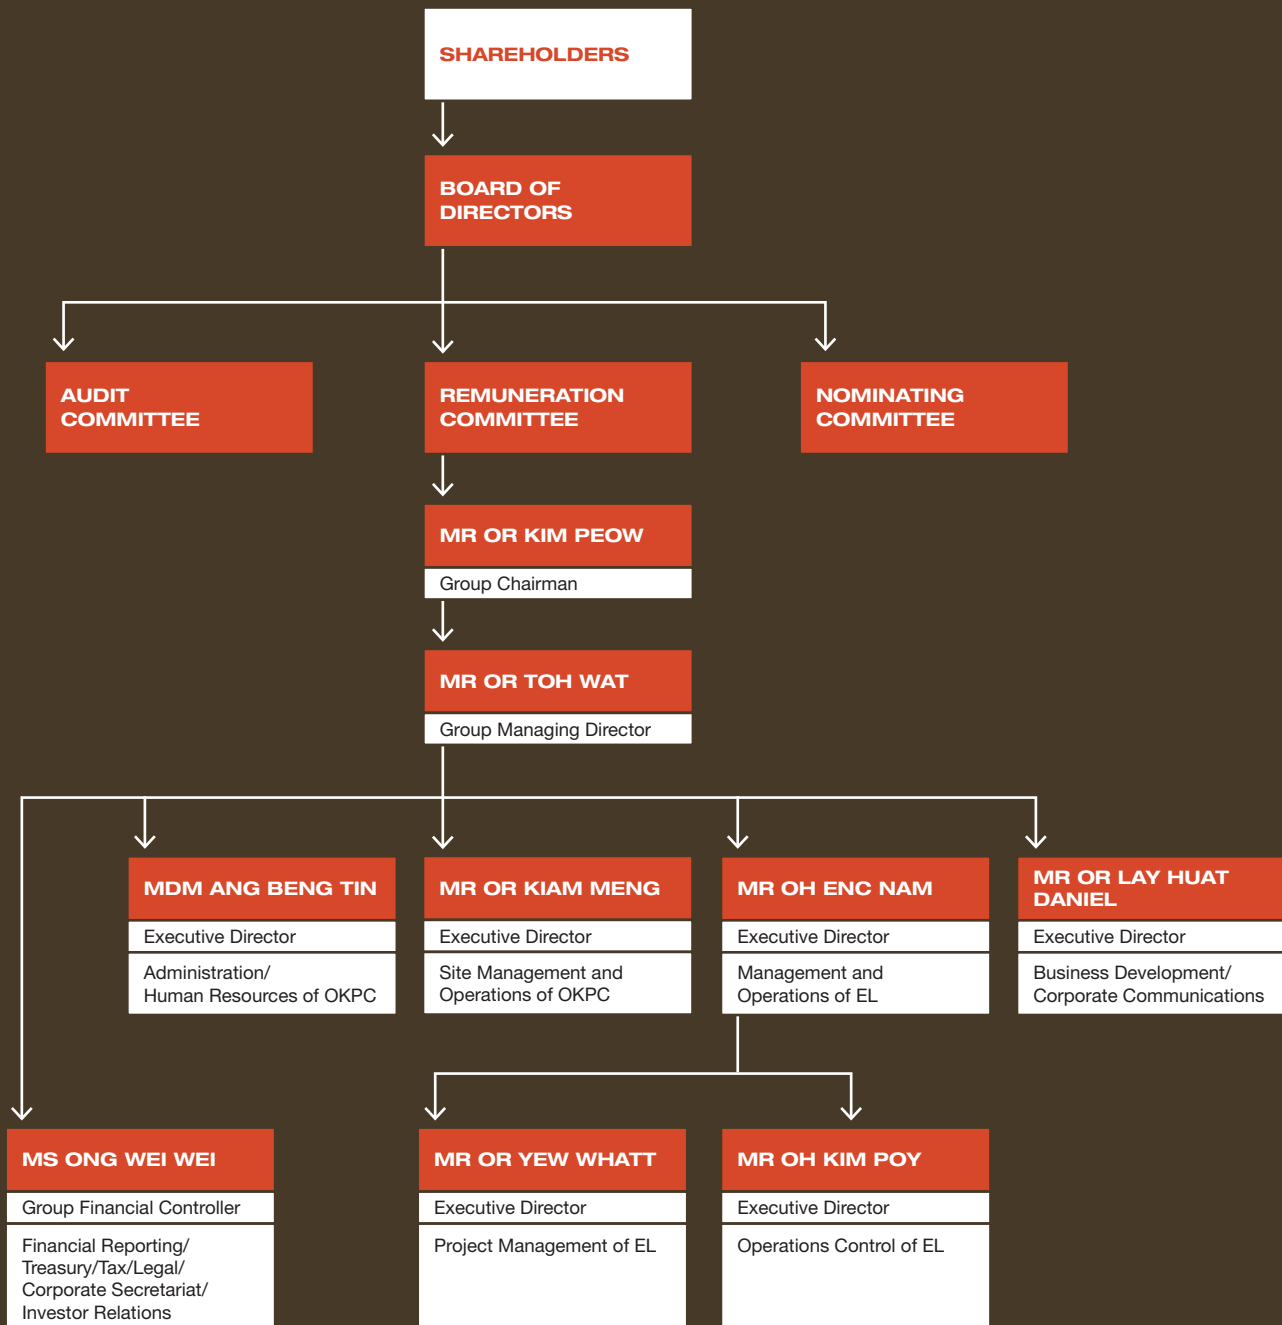 SHAREHOLDERS
BOARD OF
DIRECTORS
AUDIT
COMMITTEE
REMUNERATION
COMMITTEE
NOMINATING
COMMITTEE
MR OR KIM PEOW
Group Chairman
MR OR TOH WAT
Group Managing Director
MDM ANG BENG TIN
Executive Director
Administration/
Human Resources of OKPC
MR OR KIAM MENG
Executive Director
Site Management and
Operations of OKPC
MR OH ENC NAM
Executive Director
Management and
Operations of EL
MR OR LAY HUAT
DANIEL
Executive Director
Business Development/
Corporate Communications
MS ONG WEI WEI
Group Financial Controller
Financial Reporting/
Treasury/Tax/Legal/
Corporate Secretariat/
Investor Relations
MR OR YEW WHATT
Executive Director
Project Management of EL
MR OH KIM POY
Executive Director
Operations Control of EL